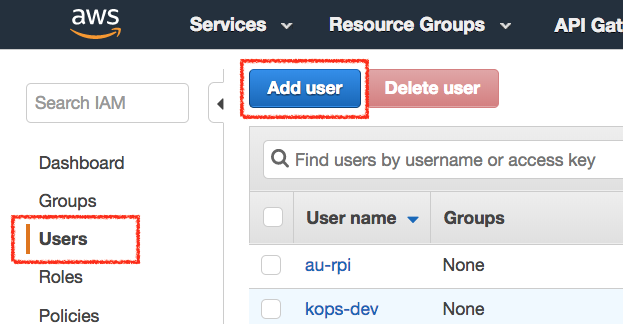 aws Services Resource Groups API Gat
Search IAM
Add user Delete user
Dashboard
Groups
Users
Roles
Policies
Find users by username or access key
User name Groups
au-rpi None
kops-dev None